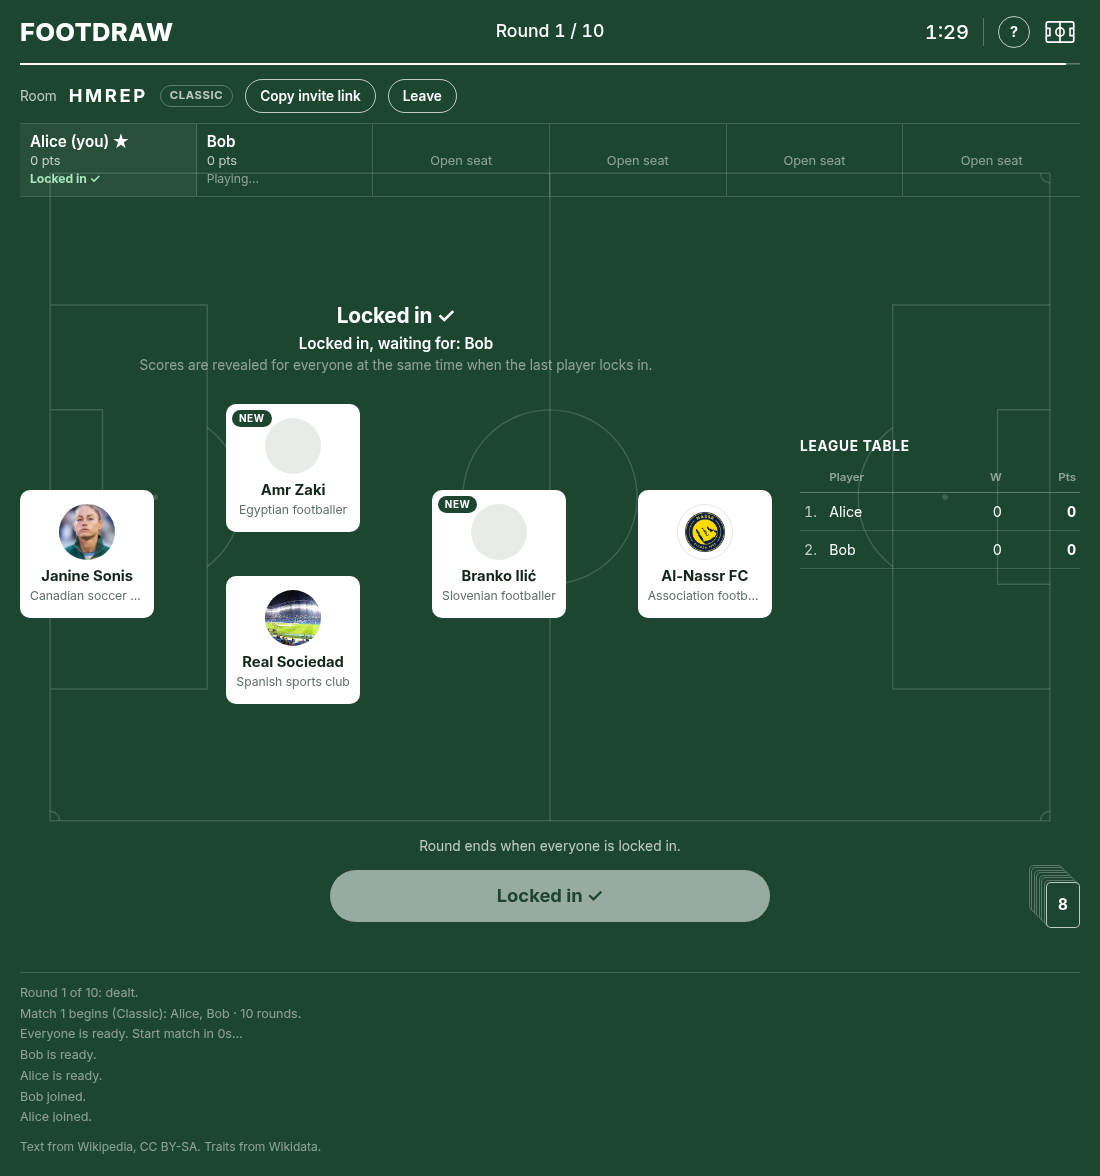 FOOTDRAW
Round 1 / 10
1:29
?
Room HMREP CLASSIC Copy invite link Leave
Alice (you) ★
0 pts
Locked in ✓
Bob
0 pts
Playing...
Open seat
Open seat
Open seat
Open seat
Locked in ✓
Locked in, waiting for: Bob
Scores are revealed for everyone at the same time when the last player locks in.
Janine Sonis
Canadian soccer ...
NEW
Amr Zaki
Egyptian footballer
Real Sociedad
Spanish sports club
NEW
Branko Ilić
Slovenian footballer
Al-Nassr FC
Association footb...
LEAGUE TABLE
Player W Pts
1. Alice 0 0
2. Bob 0 0
Round ends when everyone is locked in.
Locked in ✓
8
Round 1 of 10: dealt.
Match 1 begins (Classic): Alice, Bob · 10 rounds.
Everyone is ready. Start match in 0s...
Bob is ready.
Alice is ready.
Bob joined.
Alice joined.
Text from Wikipedia, CC BY-SA. Traits from Wikidata.